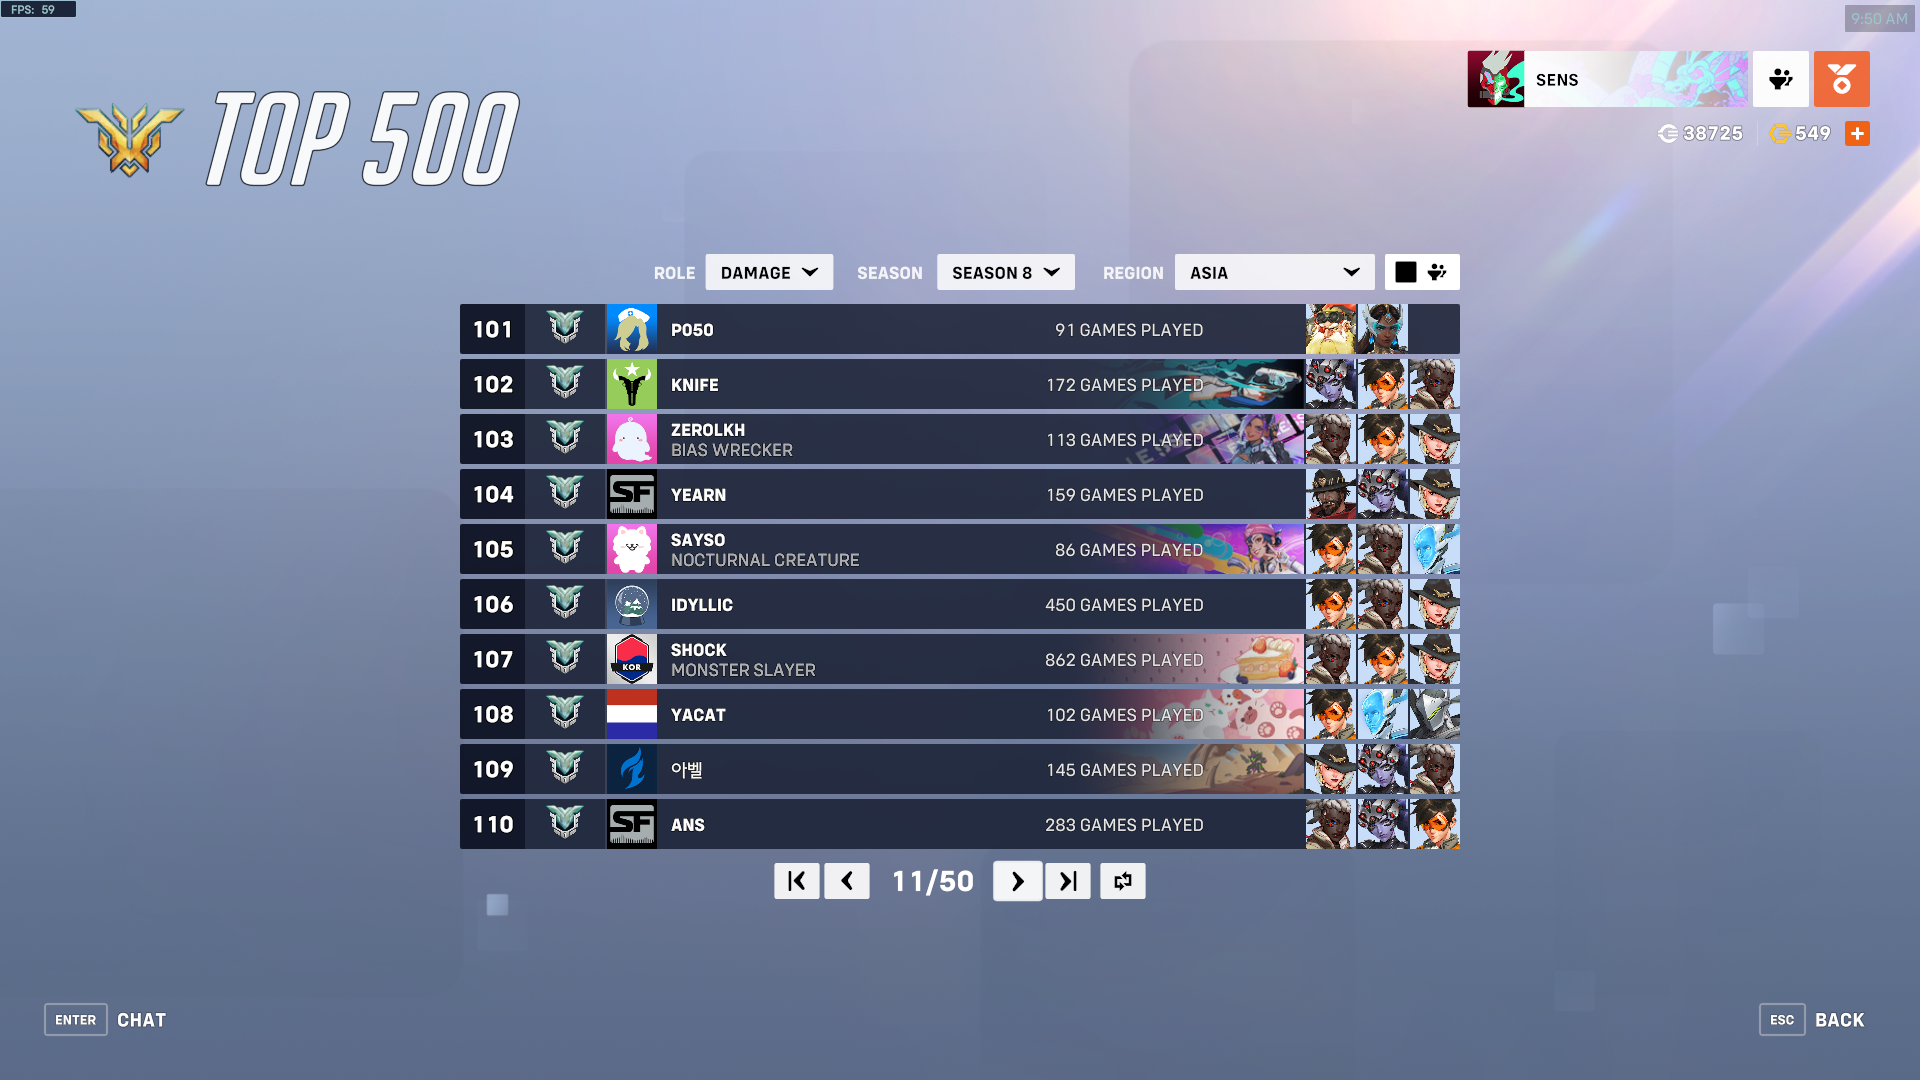 FPS: 59
9:50 AM
TOP 500
SENS
38725
549
ROLE DAMAGE SEASON SEASON 8 REGION ASIA
101 PO50 91 GAMES PLAYED
102 KNIFE 172 GAMES PLAYED
103 ZEROLKH 113 GAMES PLAYED
BIAS WRECKER
104 SF YEARN 159 GAMES PLAYED
105 SAYSO 86 GAMES PLAYED
NOCTURNAL CREATURE
106 IDYLLIC 450 GAMES PLAYED
107 KOR SHOCK 862 GAMES PLAYED
MONSTER SLAYER
108 YACAT 102 GAMES PLAYED
109 아벨 145 GAMES PLAYED
110 SF ANS 283 GAMES PLAYED
11/50
ENTER CHAT
ESC BACK